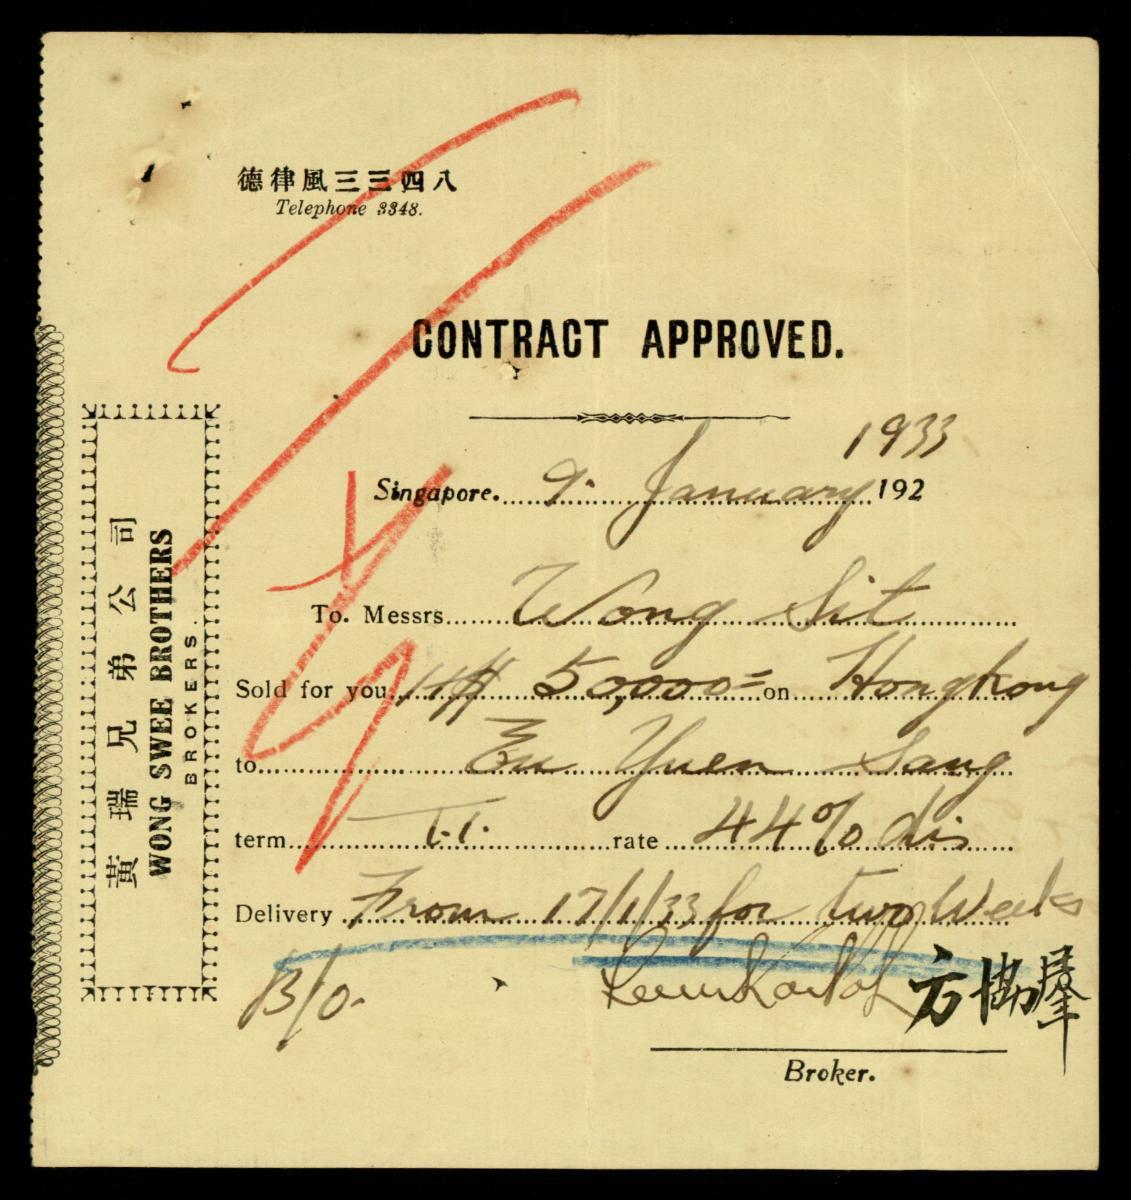 德律風三三四八
Telephone 3348.
CONTRACT APPROVED.
1933
Singapore. 9. January 192
To. Messrs Wong Sit
Sold for you H$ 50,000= on Hongkong
to Eu Yuen Sang
term T.T. rate 44% dis
Delivery From 17/1/33 for two Weeks
B/O.
方協
Broker.
黃瑞兄弟公司
WONG SWEE BROTHERS
BROKERS.